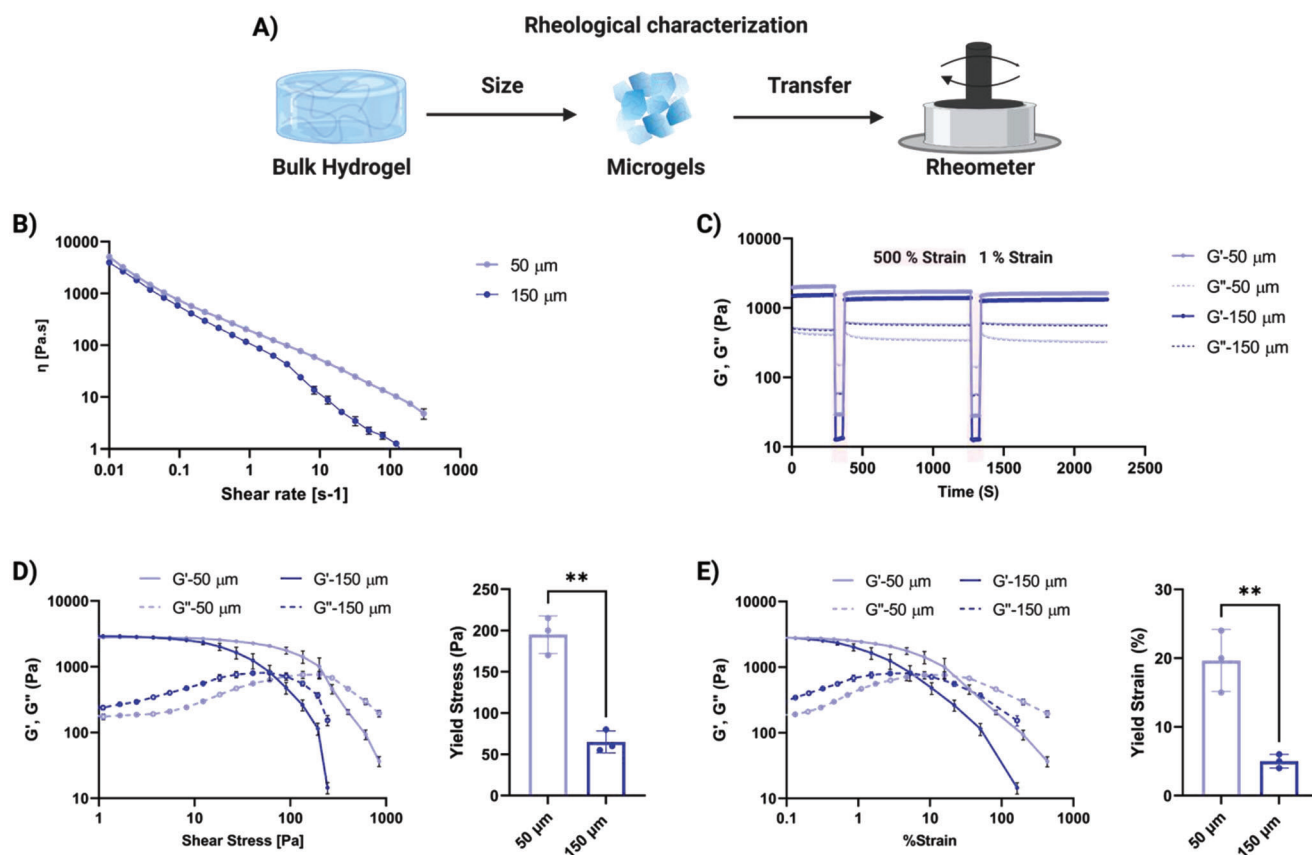 A)
Rheological characterization
Size
Transfer
Bulk Hydrogel
Microgels
Rheometer
B)
10000
1000
100
10
1
η [Pa.s]
0.01
0.1
1
10
100
1000
Shear rate [s-1]
50 μm
150 μm
C)
10000
1000
100
10
G', G'' (Pa)
500 % Strain
1 % Strain
0
500
1000
1500
2000
2500
Time (S)
G'-50 μm
G''-50 μm
G'-150 μm
G''-150 μm
D)
G'-50 μm
G'-150 μm
G''-50 μm
G''-150 μm
10000
1000
100
10
G', G'' (Pa)
1
10
100
1000
Shear Stress [Pa]
250
200
150
100
50
0
Yield Stress (Pa)
**
50 μm
150 μm
E)
G'-50 μm
G'-150 μm
G''-50 μm
G''-150 μm
10000
1000
100
10
G', G'' (Pa)
0.1
1
10
100
1000
%Strain
30
20
10
0
Yield Strain (%)
**
50 μm
150 μm